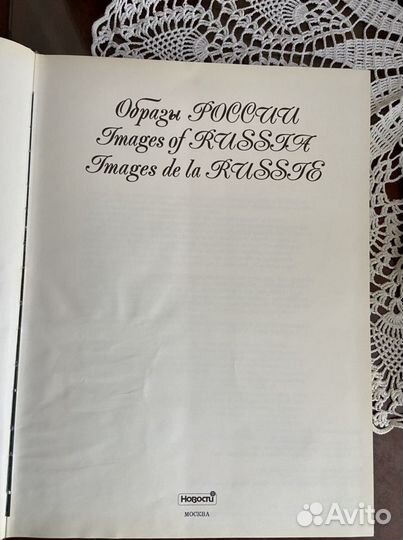 Образы РОССИИ
Images of RUSSIA
Images de la RUSSIE
Новости
МОСКВА
Avito